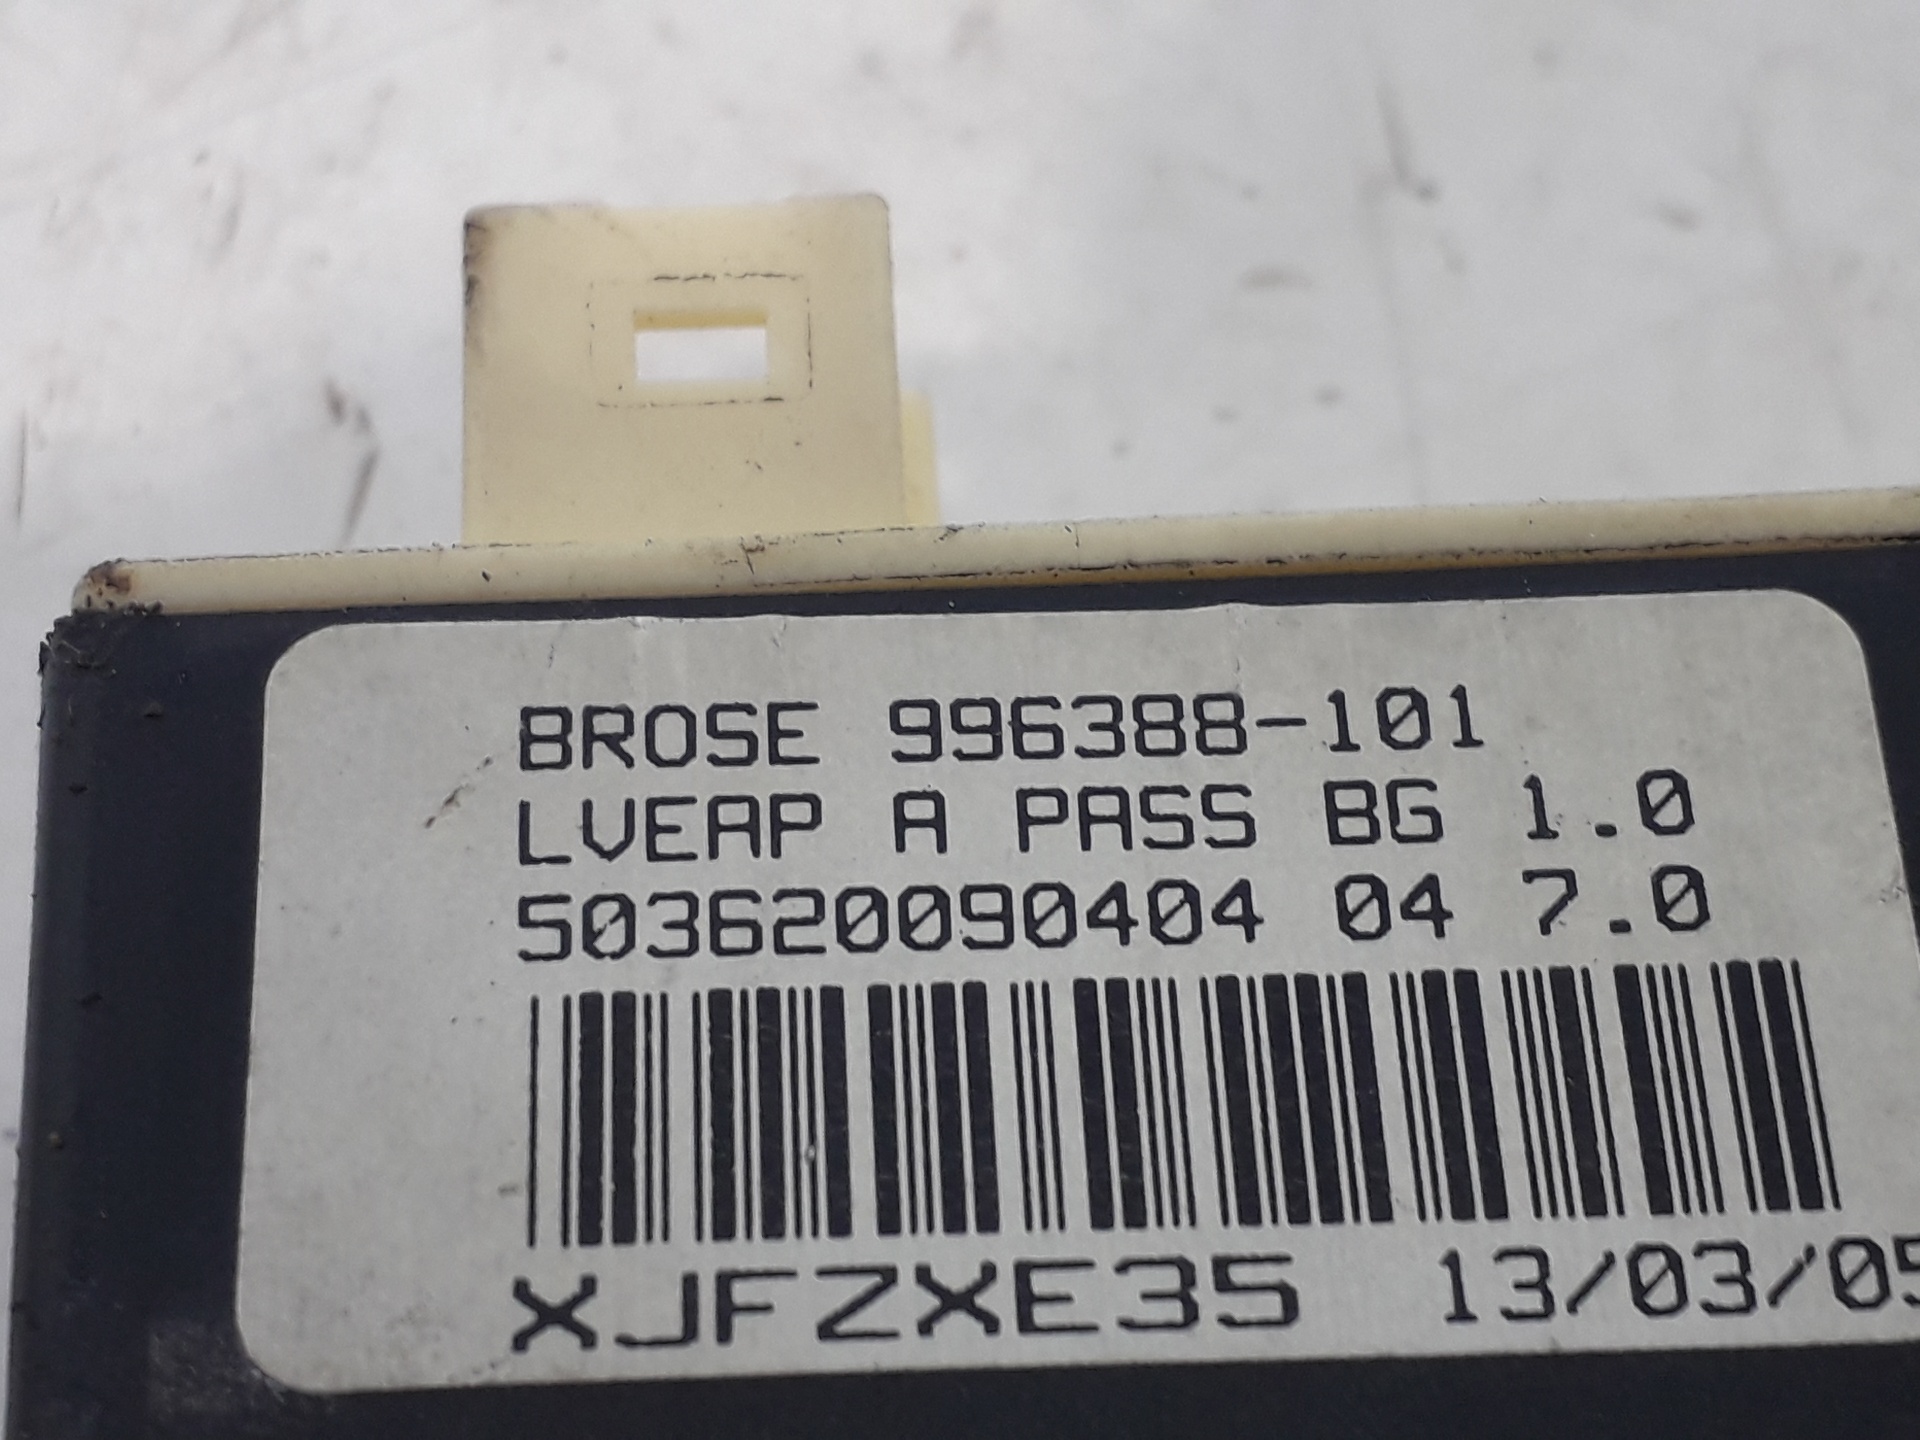 BROSE 996388-101
LVEAP A PASS BG 1.0
503620090404 04 7.0
XJFZXE35 13/03/05